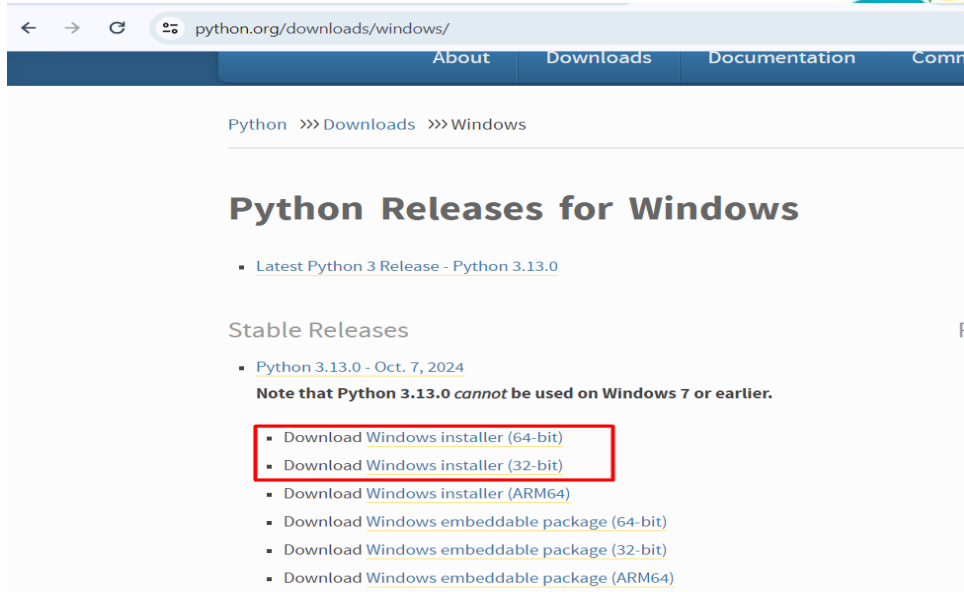 python.org/downloads/windows/
About Downloads Documentation
Python >>> Downloads >>> Windows
Python Releases for Windows
Latest Python 3 Release - Python 3.13.0
Stable Releases
Python 3.13.0 - Oct. 7, 2024
Note that Python 3.13.0 cannot be used on Windows 7 or earlier.
Download Windows installer (64-bit)
Download Windows installer (32-bit)
Download Windows installer (ARM64)
Download Windows embeddable package (64-bit)
Download Windows embeddable package (32-bit)
Download Windows embeddable package (ARM64)